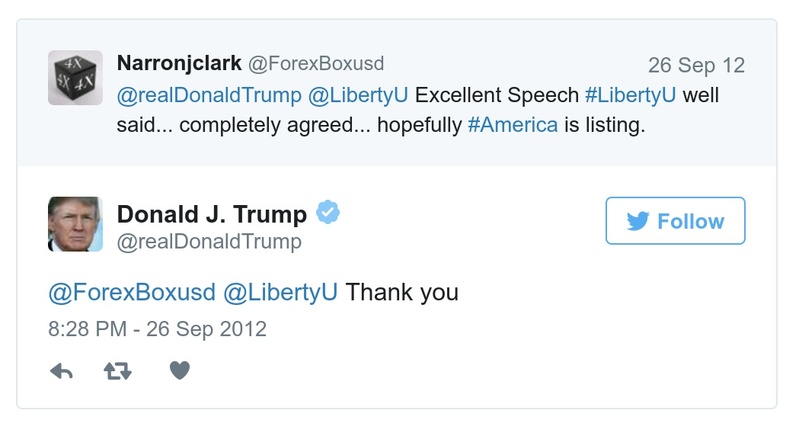 Narronjclark @ForexBoxusd 26 Sep 12
@realDonaldTrump @LibertyU Excellent Speech #LibertyU well
said... completely agreed... hopefully #America is listing.
Donald J. Trump
@realDonaldTrump
Follow
@ForexBoxusd @LibertyU Thank you
8:28 PM - 26 Sep 2012
4X
4X
4X